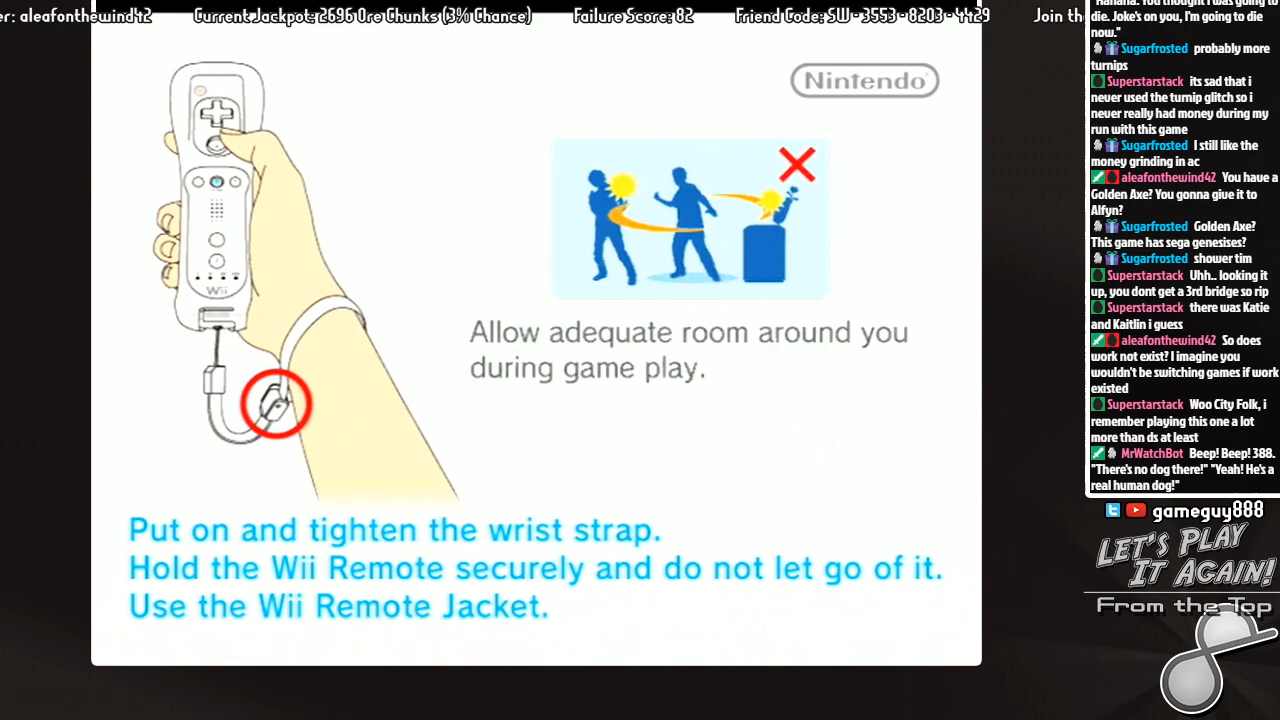 er: aleafonthewind42 Current Jackpot: 2696 Ore Chunks (3% Chance) Failure Score: 82 Friend Code: SW - 3553 - 8203 - 4429 Join th
Nintendo
Wii
Allow adequate room around you
during game play.
Put on and tighten the wrist strap.
Hold the Wii Remote securely and do not let go of it.
Use the Wii Remote Jacket.
"Hahaha. You thought I was going to
die. Joke's on you, I'm going to die
now."
Sugarfrosted probably more
turnips
Superstarstack its sad that i
never used the turnip glitch so i
never really had money during my
run with this game
Sugarfrosted I still like the
money grinding in ac
aleafonthewind42 You have a
Golden Axe? You gonna give it to
Alfyn?
Sugarfrosted Golden Axe?
This game has sega genesises?
Sugarfrosted shower tim
Superstarstack Uhh.. looking it
up, you dont get a 3rd bridge so rip
Superstarstack there was Katie
and Kaitlin i guess
aleafonthewind42 So does
work not exist? I imagine you
wouldn't be switching games if work
existed
Superstarstack Woo City Folk, i
remember playing this one a lot
more than ds at least
MrWatchBot Beep! Beep! 388.
"There's no dog there!" "Yeah! He's a
real human dog!"
gameguy888
LET'S PLAY
IT AGAIN!
From the Top